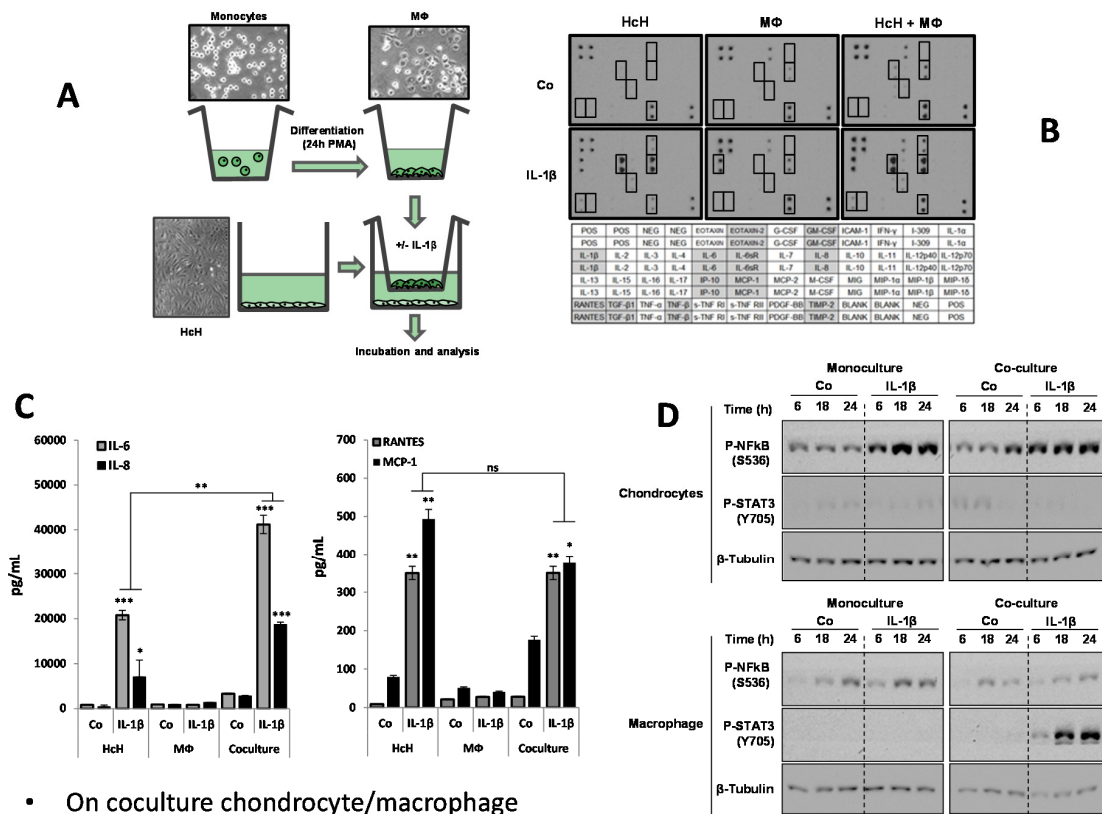 Monocytes
MΦ
A
Differentiation
(24h PMA)
+/- IL-1β
HcH
Incubation and analysis
HcH
MΦ
HcH + MΦ
Co
IL-1β
B
POS POS NEG NEG EOTAXIN EOTAXIN-2 G-CSF GM-CSF ICAM-1 IFN-γ I-309 IL-1α
POS POS NEG NEG EOTAXIN EOTAXIN-2 G-CSF GM-CSF ICAM-1 IFN-γ I-309 IL-1α
IL-1β IL-2 IL-3 IL-4 IL-6 IL-6sR IL-7 IL-8 IL-10 IL-11 IL-12p40 IL-12p70
IL-1β IL-2 IL-3 IL-4 IL-6 IL-6sR IL-7 IL-8 IL-10 IL-11 IL-12p40 IL-12p70
IL-13 IL-15 IL-16 IL-17 IP-10 MCP-1 MCP-2 M-CSF MIG MIP-1α MIP-1β MIP-1δ
IL-13 IL-15 IL-16 IL-17 IP-10 MCP-1 MCP-2 M-CSF MIG MIP-1α MIP-1β MIP-1δ
RANTES TGF-β1 TNF-α TNF-β s-TNF RI s-TNF RII PDGF-BB TIMP-2 BLANK BLANK NEG POS
RANTES TGF-β1 TNF-α TNF-β s-TNF RI s-TNF RII PDGF-BB TIMP-2 BLANK BLANK NEG POS
C
pg/mL
60000
50000
40000
30000
20000
10000
0
IL-6
IL-8
**
***
*
***
***
Co IL-1β Co IL-1β Co IL-1β
HcH MΦ Coculture
pg/mL
700
600
500
400
300
200
100
0
RANTES
MCP-1
ns
**
**
**
*
Co IL-1β Co IL-1β Co IL-1β
HcH MΦ Coculture
D
Monoculture Co-culture
Co IL-1β Co IL-1β
Time (h) 6 18 24 6 18 24 6 18 24 6 18 24
P-NFkB
(S536)
Chondrocytes
P-STAT3
(Y705)
β-Tubulin
Monoculture Co-culture
Co IL-1β Co IL-1β
Time (h) 6 18 24 6 18 24 6 18 24 6 18 24
P-NFkB
(S536)
Macrophage
P-STAT3
(Y705)
β-Tubulin
• On coculture chondrocyte/macrophage